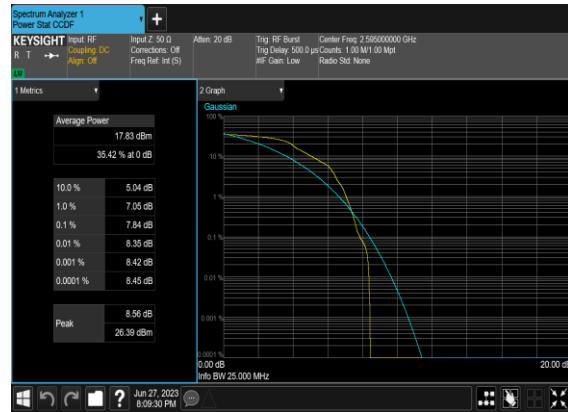 Spectrum Analyzer 1
Power Stat CCDF
+
KEYSIGHT
R T
LXI
Input: RF
Coupling: DC
Align: Off
Input Z: 50 Ω
Corrections: Off
Freq Ref: Int (S)
Atten: 20 dB
Trig: RF Burst
Trig Delay: 500.0 µs
#IF Gain: Low
Center Freq: 2.595000000 GHz
Counts: 1.00 M/1.00 Mpt
Radio Std: None
1 Metrics
Average Power
17.83 dBm
35.42 % at 0 dB
10.0 % 5.04 dB
1.0 % 7.05 dB
0.1 % 7.84 dB
0.01 % 8.35 dB
0.001 % 8.42 dB
0.0001 % 8.45 dB
Peak
8.56 dB
26.39 dBm
2 Graph
Gaussian
100 %
10 %
1 %
0.1 %
0.01 %
0.001 %
0.0001 %
0.00 dB 20.00 dB
Info BW 25.000 MHz
? Jun 27, 2023
8:09:30 PM